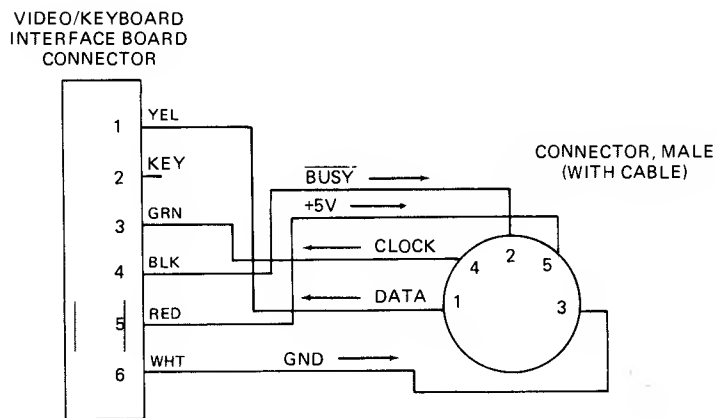 VIDEO/KEYBOARD
INTERFACE BOARD
CONNECTOR
1 YEL
2 KEY
3 GRN
4 BLK
5 RED
6 WHT
BUSY
+5V
CLOCK
DATA
GND
CONNECTOR, MALE
(WITH CABLE)
4 2 5
1 3